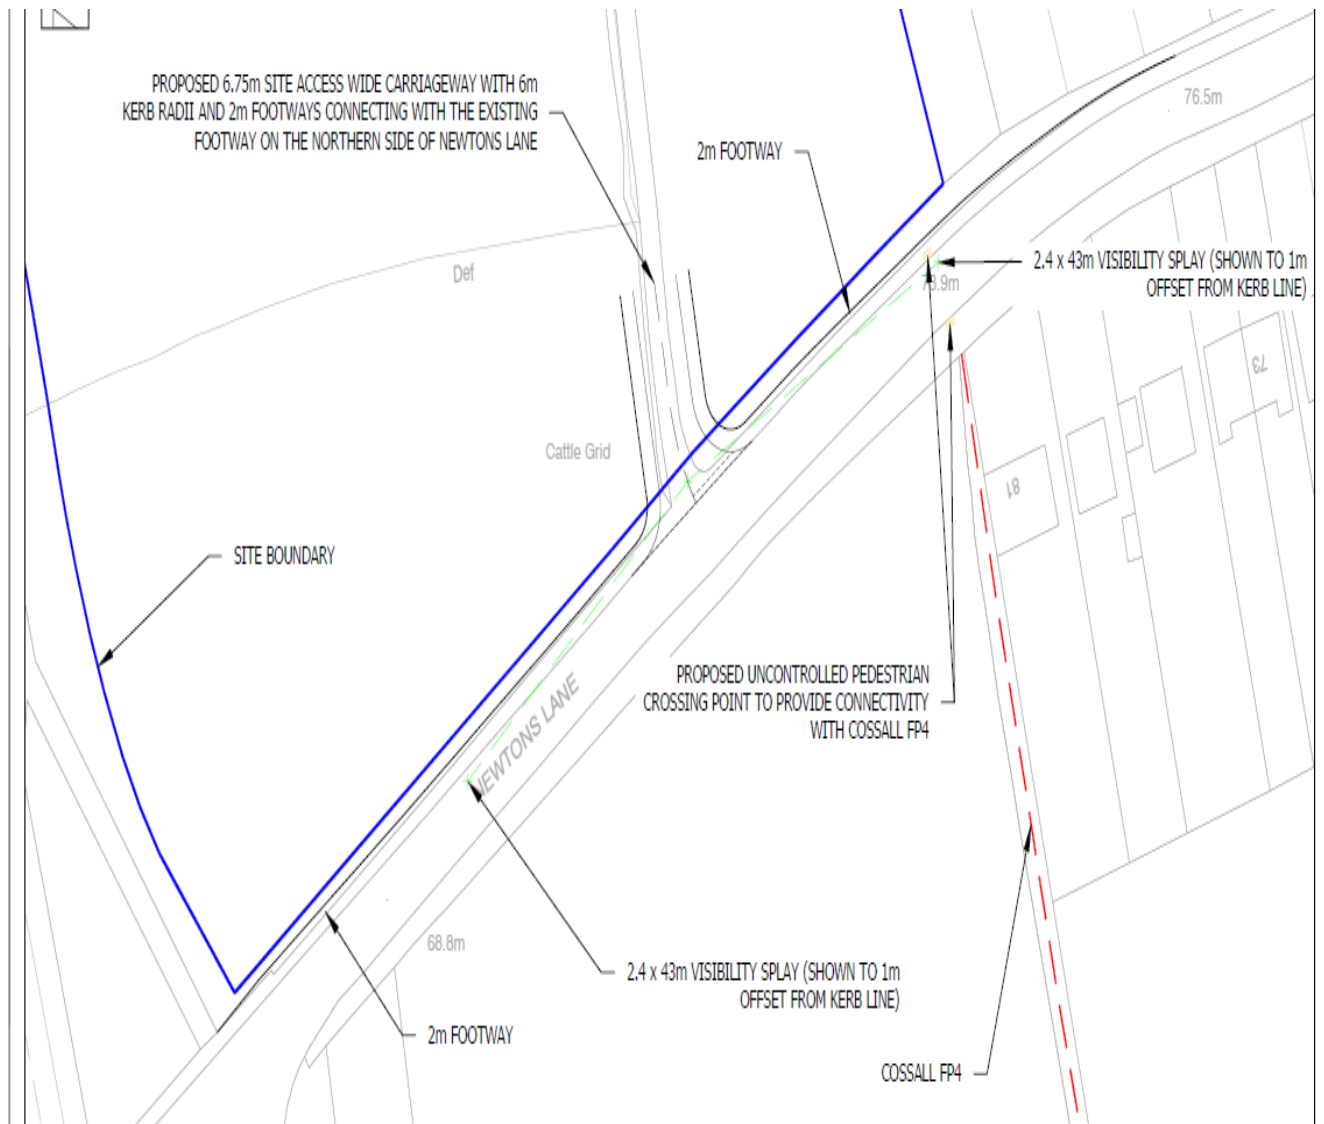 PROPOSED 6.75m SITE ACCESS WIDE CARRIAGEWAY WITH 6m
KERB RADII AND 2m FOOTWAYS CONNECTING WITH THE EXISTING
FOOTWAY ON THE NORTHERN SIDE OF NEWTONS LANE
76.5m
2m FOOTWAY
Def
2.4 x 43m VISIBILITY SPLAY (SHOWN TO 1m
OFFSET FROM KERB LINE)
73.9m
73
Cattle Grid
81
SITE BOUNDARY
PROPOSED UNCONTROLLED PEDESTRIAN
CROSSING POINT TO PROVIDE CONNECTIVITY
WITH COSSALL FP4
NEWTONS LANE
68.8m
2.4 x 43m VISIBILITY SPLAY (SHOWN TO 1m
OFFSET FROM KERB LINE)
2m FOOTWAY
COSSALL FP4